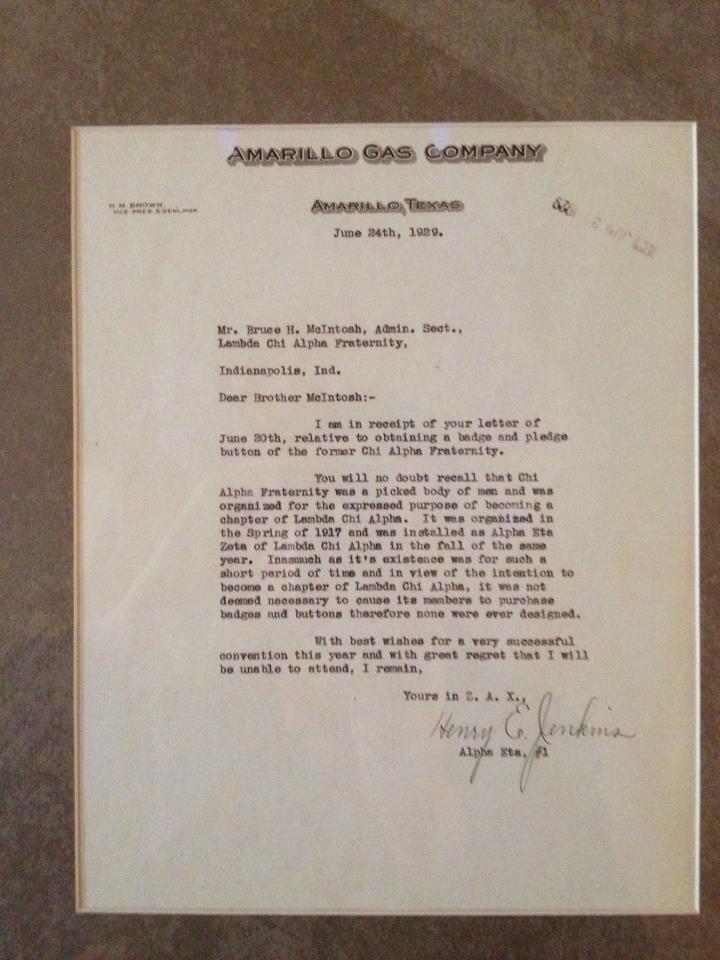 AMARILLO GAS COMPANY
H. M. BROWN,
VICE-PRES. & GENL. MGR.
AMARILLO, TEXAS
June 24th, 1929.
Mr. Bruce H. McIntosh, Admin. Sect.,
Lambda Chi Alpha Fraternity,
Indianapolis, Ind.
Dear Brother McIntosh:-
I am in receipt of your letter of
June 20th, relative to obtaining a badge and pledge
button of the former Chi Alpha Fraternity.
You will no doubt recall that Chi
Alpha Fraternity was a picked body of men and was
organized for the expressed purpose of becoming a
chapter of Lambda Chi Alpha. It was organized in
the Spring of 1917 and was installed as Alpha Eta
Zeta of Lambda Chi Alpha in the fall of the same
year. Inasmuch as it's existence was for such a
short period of time and in view of the intention to
become a chapter of Lambda Chi Alpha, it was not
deemed necessary to cause its members to purchase
badges and buttons therefore none were ever designed.
With best wishes for a very successful
convention this year and with great regret that I will
be unable to attend, I remain,
Yours in Z. A. X.,
Henry E. Jenkins
Alpha Eta, #1